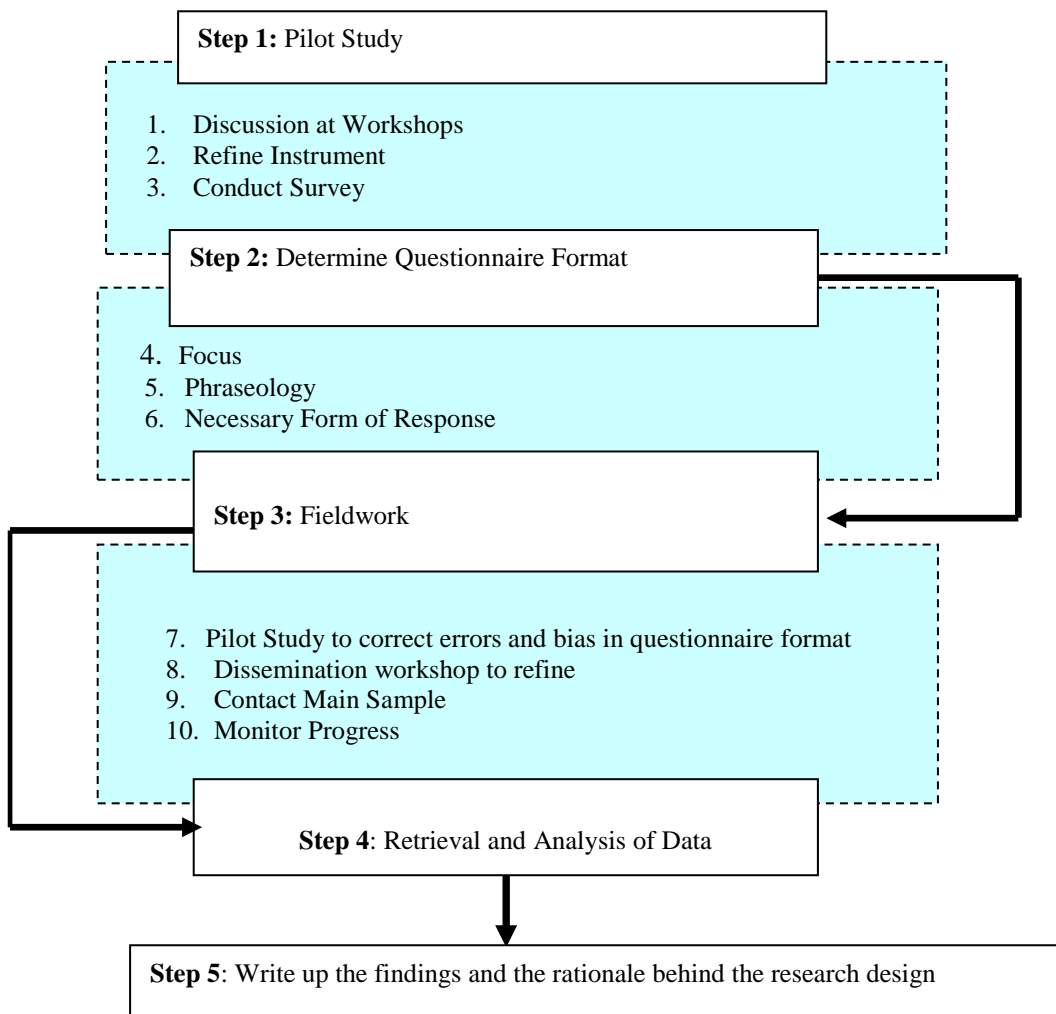 Step 1: Pilot Study
1. Discussion at Workshops
2. Refine Instrument
3. Conduct Survey
Step 2: Determine Questionnaire Format
4. Focus
5. Phraseology
6. Necessary Form of Response
Step 3: Fieldwork
7. Pilot Study to correct errors and bias in questionnaire format
8. Dissemination workshop to refine
9. Contact Main Sample
10. Monitor Progress
Step 4: Retrieval and Analysis of Data
Step 5: Write up the findings and the rationale behind the research design